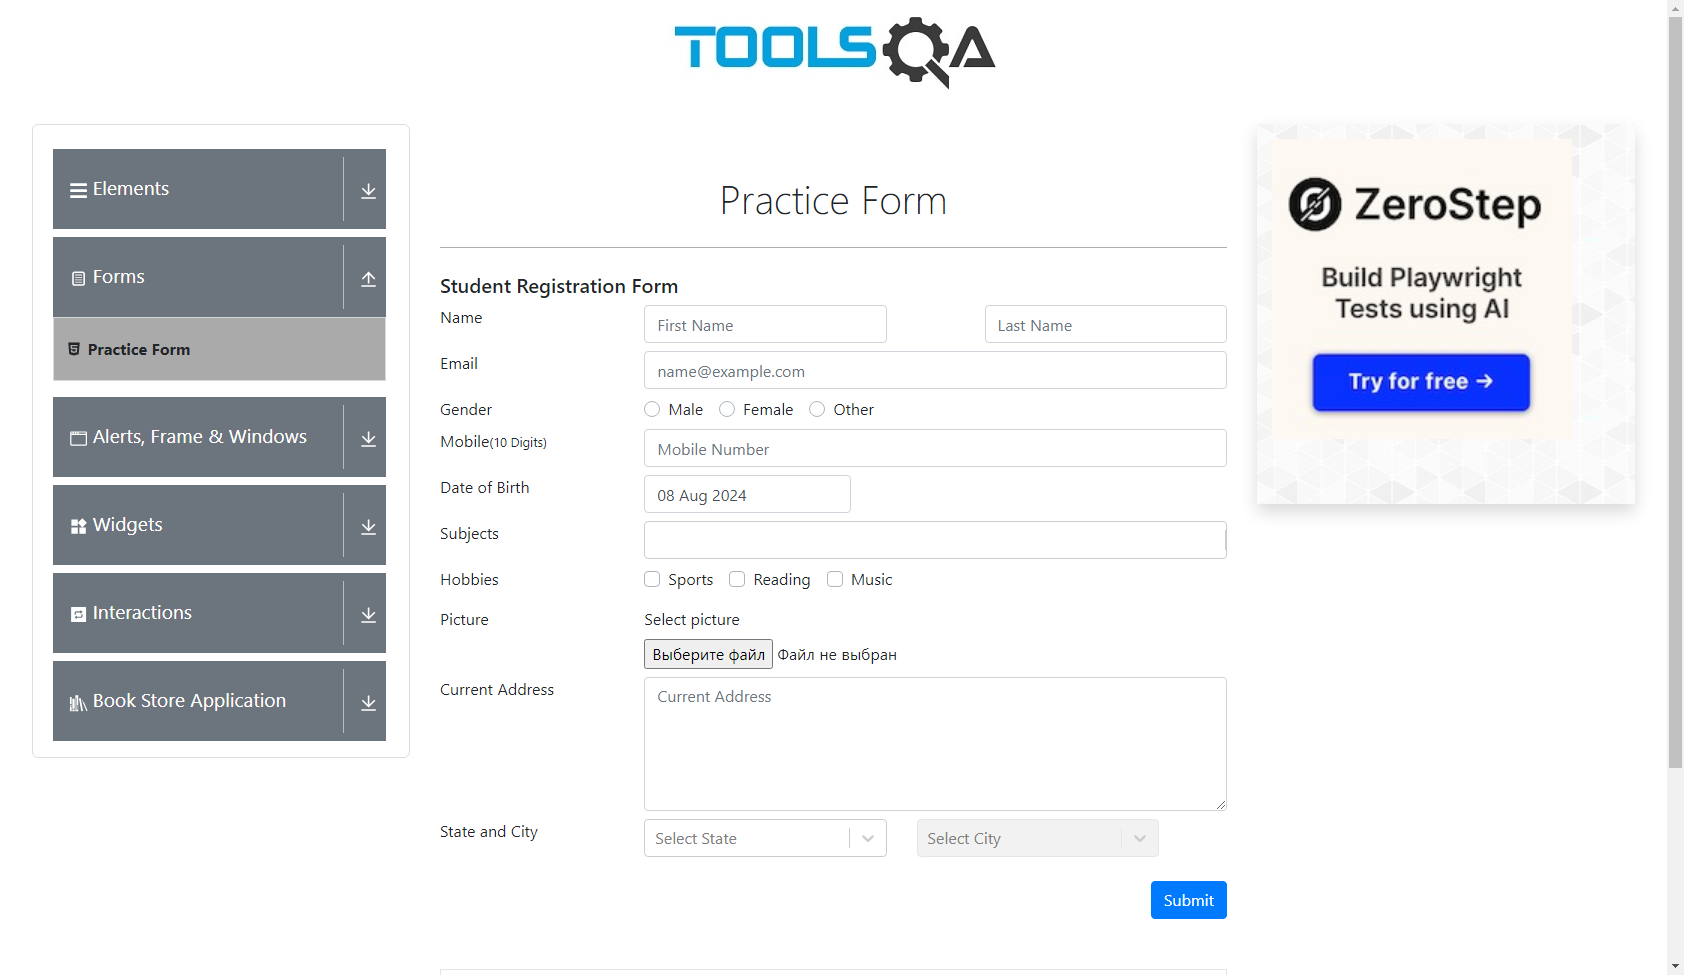 TOOLSQA
Elements
Forms
Practice Form
Alerts, Frame & Windows
Widgets
Interactions
Book Store Application
Practice Form
Student Registration Form
Name
First Name
Last Name
Email
name@example.com
Gender
Male
Female
Other
Mobile(10 Digits)
Mobile Number
Date of Birth
08 Aug 2024
Subjects
Hobbies
Sports
Reading
Music
Picture
Select picture
Выберите файл Файл не выбран
Current Address
Current Address
State and City
Select State
Select City
Submit
ZeroStep
Build Playwright
Tests using AI
Try for free →